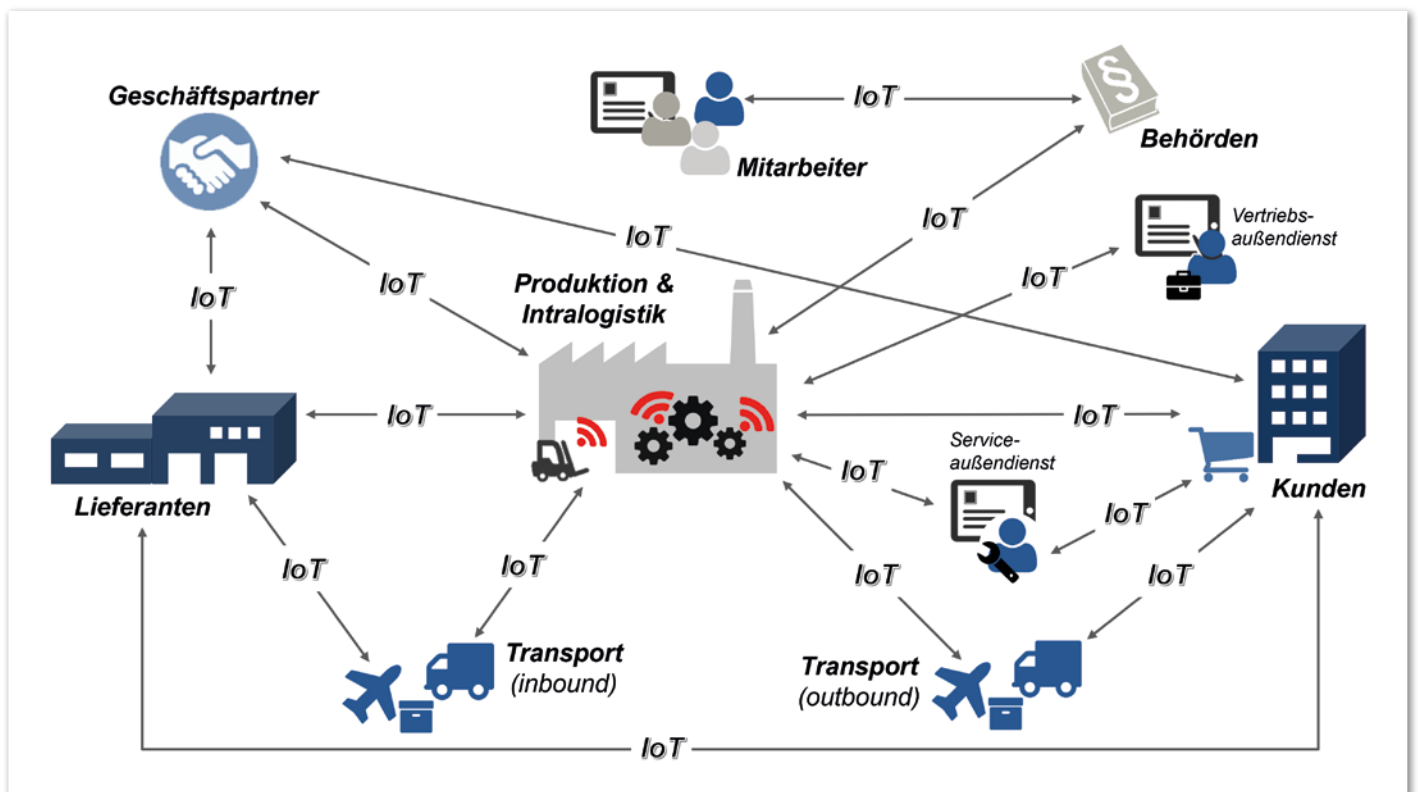 Geschäftspartner
IoT
Mitarbeiter
Behörden
IoT
Vertriebs-
außendienst
IoT
IoT
IoT
IoT
Produktion &
Intralogistik
IoT
IoT
Service-
außendienst
IoT
Lieferanten
Kunden
IoT
IoT
IoT
IoT
IoT
Transport
(inbound)
Transport
(outbound)
IoT
IoT